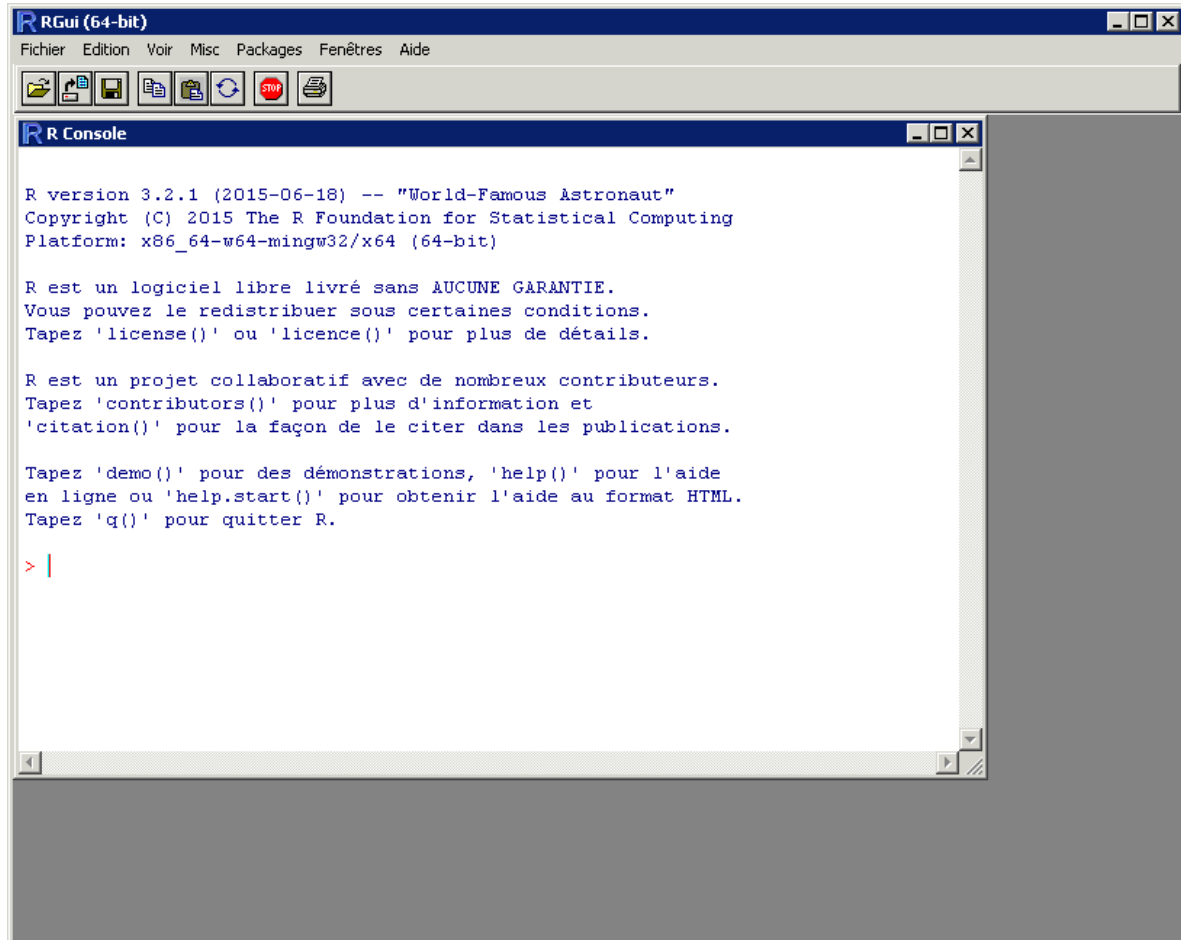 RGui (64-bit)
Fichier Edition Voir Misc Packages Fenêtres Aide
STOP
R Console
R version 3.2.1 (2015-06-18) -- "World-Famous Astronaut"
Copyright (C) 2015 The R Foundation for Statistical Computing
Platform: x86_64-w64-mingw32/x64 (64-bit)
R est un logiciel libre livré sans AUCUNE GARANTIE.
Vous pouvez le redistribuer sous certaines conditions.
Tapez 'license()' ou 'licence()' pour plus de détails.
R est un projet collaboratif avec de nombreux contributeurs.
Tapez 'contributors()' pour plus d'information et
'citation()' pour la façon de le citer dans les publications.
Tapez 'demo()' pour des démonstrations, 'help()' pour l'aide
en ligne ou 'help.start()' pour obtenir l'aide au format HTML.
Tapez 'q()' pour quitter R.
>